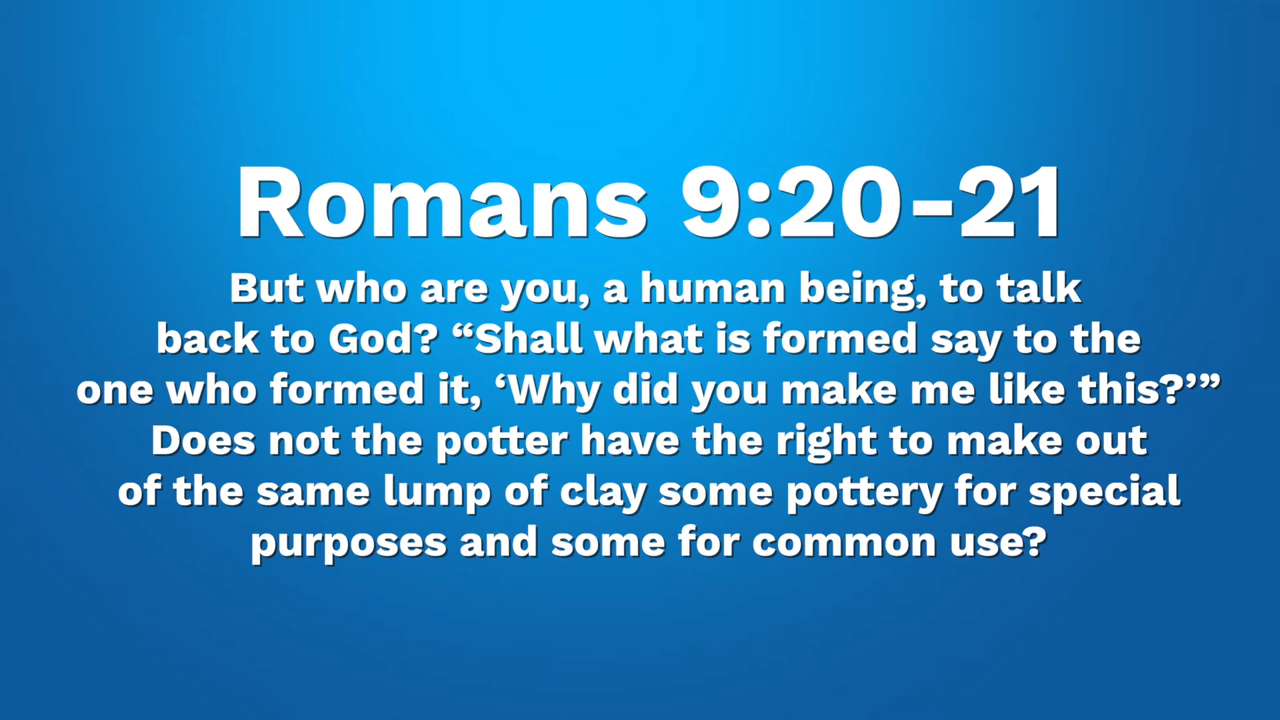 Romans 9:20-21
But who are you, a human being, to talk
back to God? “Shall what is formed say to the
one who formed it, ‘Why did you make me like this?’”
Does not the potter have the right to make out
of the same lump of clay some pottery for special
purposes and some for common use?